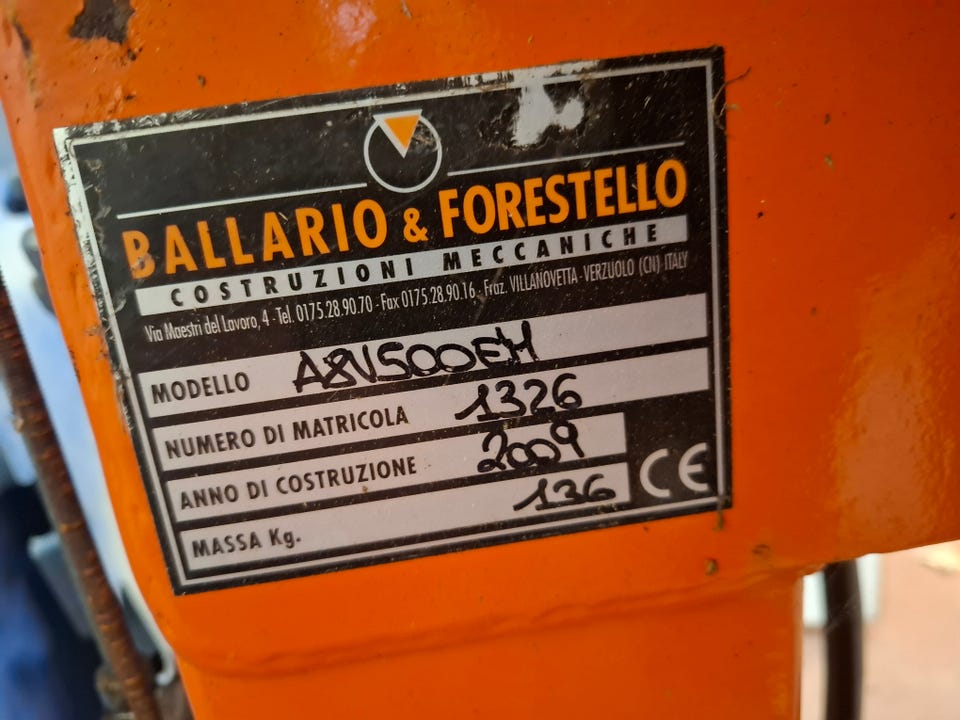 BALLARIO & FORESTELLO
COSTRUZIONI MECCANICHE
Via Maestri del Lavoro, 4 - Tel. 0175.28.90.70 - Fax 0175.28.90.16 - Fraz. VILLANOVETTA - VERZUOLO (CN) ITALY
MODELLO A8V500EH
NUMERO DI MATRICOLA 1326
ANNO DI COSTRUZIONE 2009
MASSA Kg. 136
CE